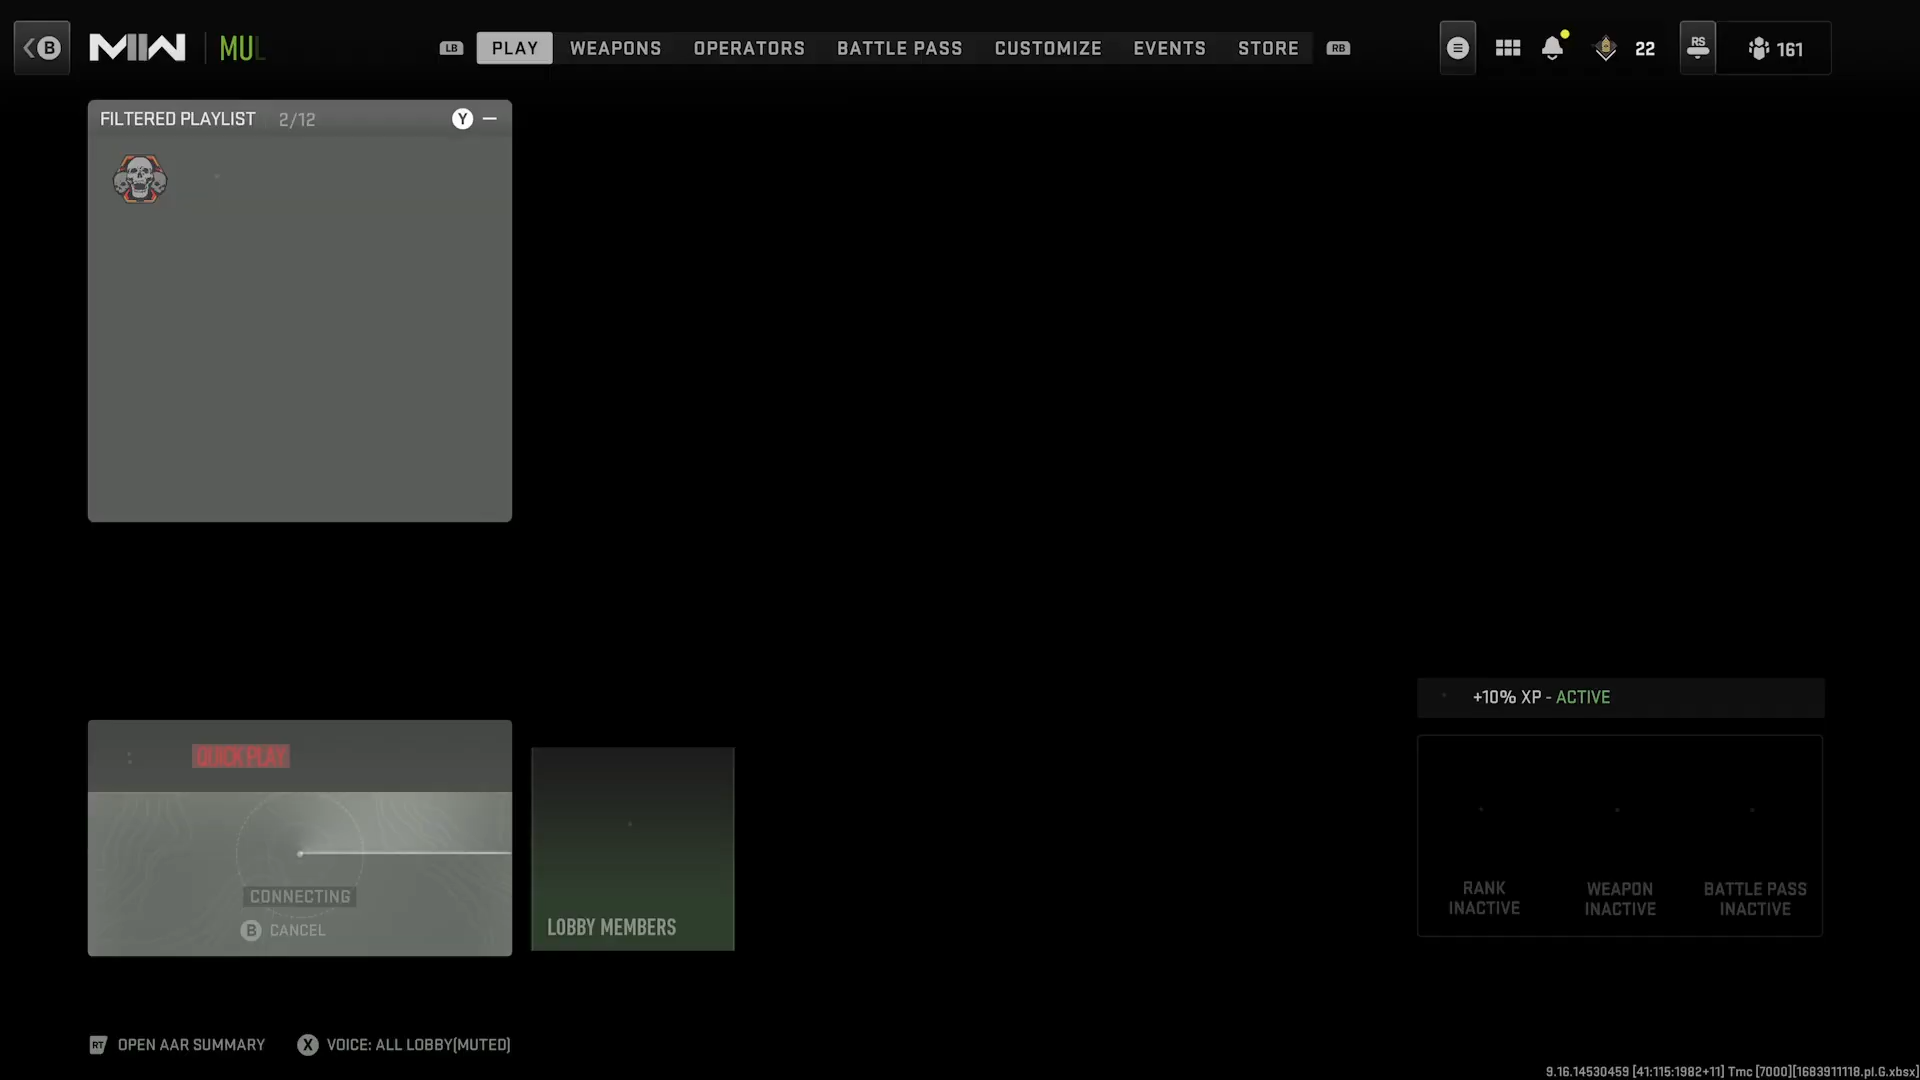 B MWII MUL LB PLAY WEAPONS OPERATORS BATTLE PASS CUSTOMIZE EVENTS STORE RB 22 RS 161
FILTERED PLAYLIST 2/12 Y
+10% XP - ACTIVE
QUICK PLAY
RANK INACTIVE
WEAPON INACTIVE
BATTLE PASS INACTIVE
CONNECTING
B CANCEL
LOBBY MEMBERS
RT OPEN AAR SUMMARY X VOICE: ALL LOBBY(MUTED)
9.16.14530459 [41:115:1982+11] Tmc [7000][1683911118.pl.G.xbsx]